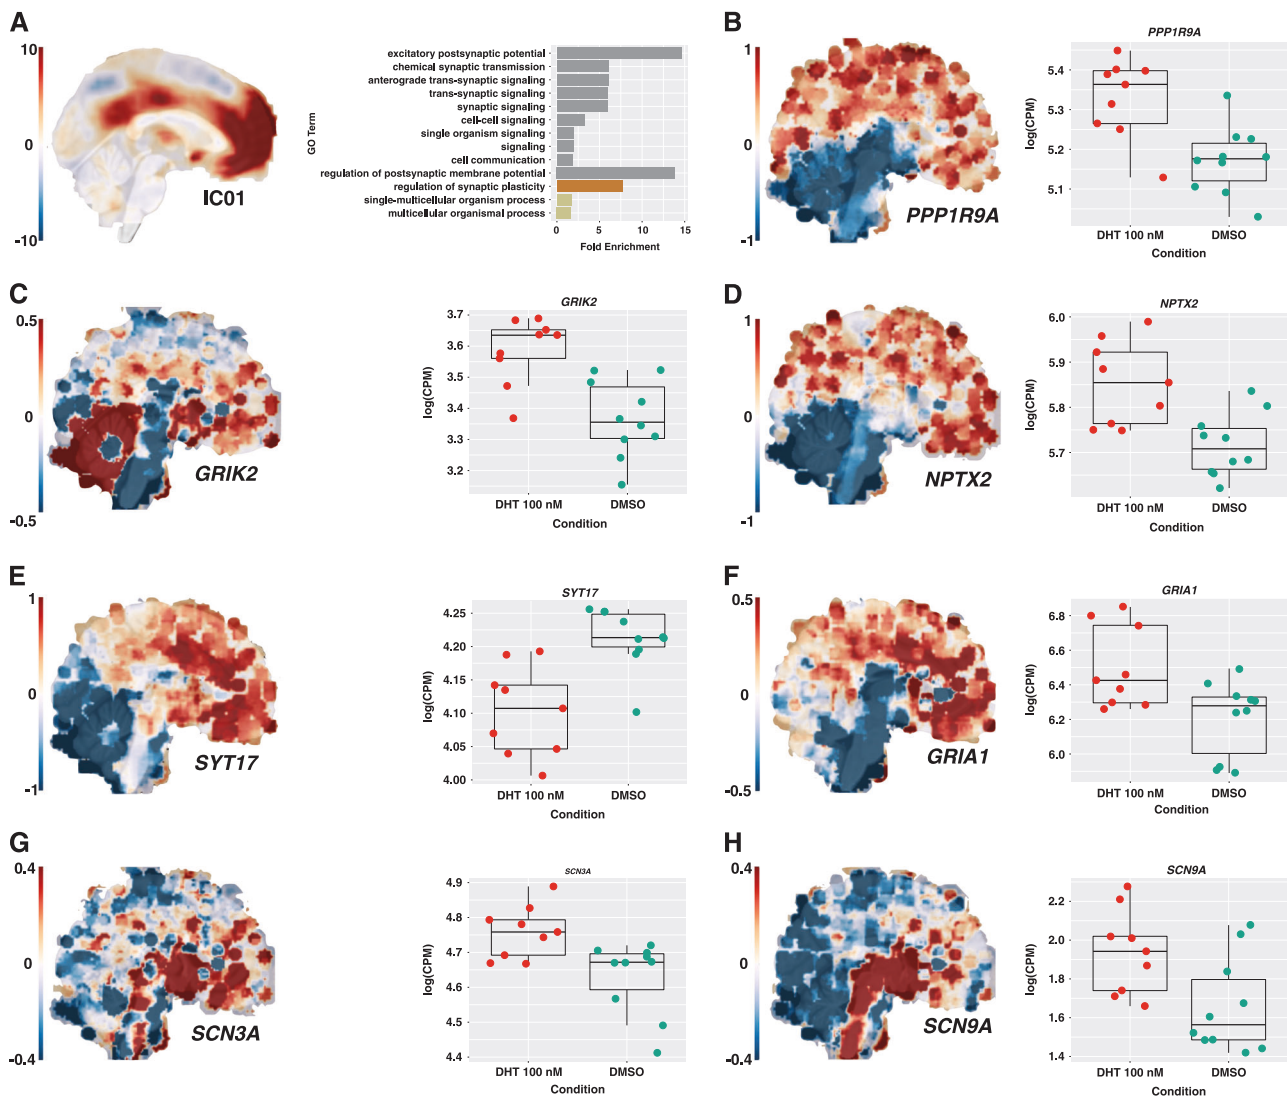 A
10
0
-10
IC01
GO Term
excitatory postsynaptic potential
chemical synaptic transmission
anterograde trans-synaptic signaling
trans-synaptic signaling
synaptic signaling
cell-cell signaling
single organism signaling
signaling
cell communication
regulation of postsynaptic membrane potential
regulation of synaptic plasticity
single-multicellular organism process
multicellular organismal process
0 5 10 15
Fold Enrichment
B
1
0
-1
PPP1R9A
PPP1R9A
log(CPM)
5.4
5.3
5.2
5.1
DHT 100 nM DMSO
Condition
C
0.5
0
-0.5
GRIK2
GRIK2
log(CPM)
3.7
3.6
3.5
3.4
3.3
3.2
DHT 100 nM DMSO
Condition
D
1
0
-1
NPTX2
NPTX2
log(CPM)
6.0
5.9
5.8
5.7
DHT 100 nM DMSO
Condition
E
1
0
-1
SYT17
SYT17
log(CPM)
4.25
4.20
4.15
4.10
4.05
4.00
DHT 100 nM DMSO
Condition
F
0.5
0
-0.5
GRIA1
GRIA1
log(CPM)
6.8
6.6
6.4
6.2
6.0
DHT 100 nM DMSO
Condition
G
0.4
0
-0.4
SCN3A
SCN3A
log(CPM)
4.9
4.8
4.7
4.6
4.5
4.4
DHT 100 nM DMSO
Condition
H
0.4
0
-0.4
SCN9A
SCN9A
log(CPM)
2.2
2.0
1.8
1.6
1.4
DHT 100 nM DMSO
Condition